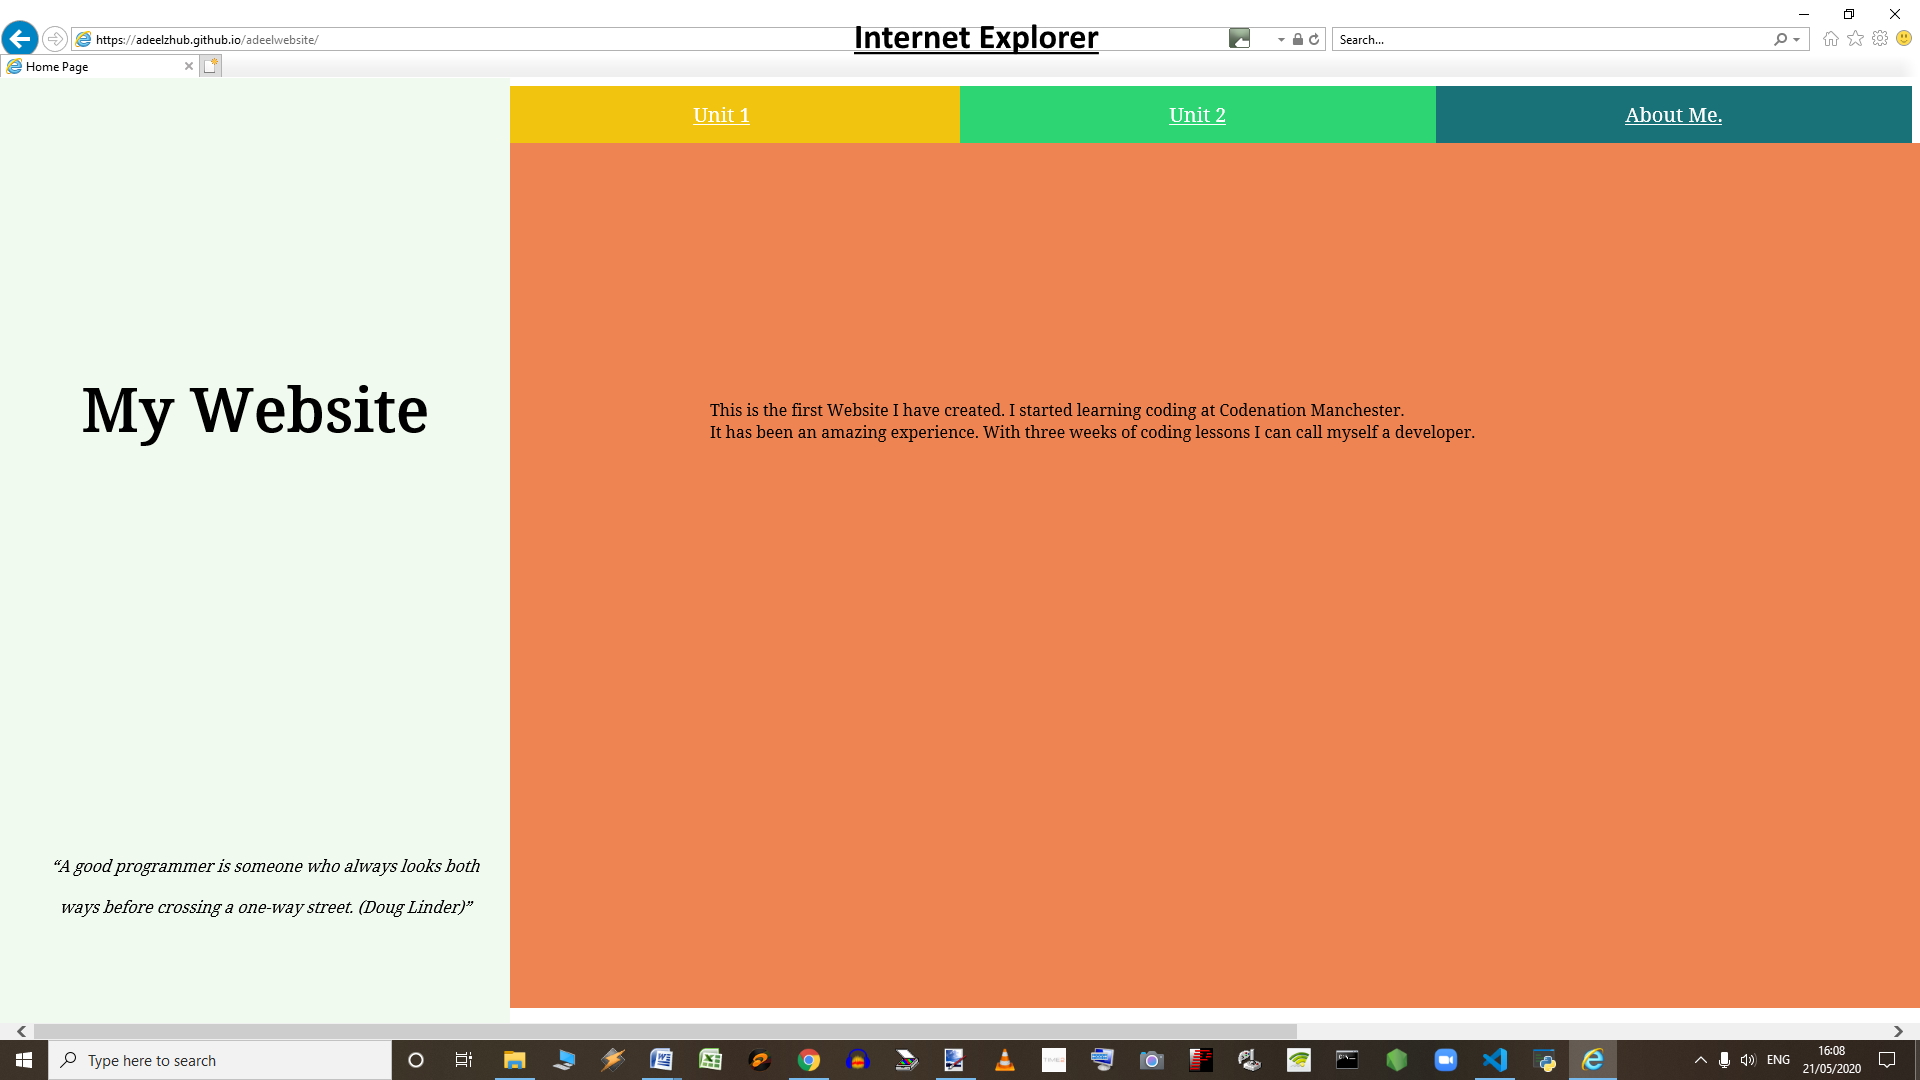 Internet Explorer
https://adeelzhub.github.io/adeelwebsite/
Search...
Home Page
Unit 1
Unit 2
About Me.
My Website
This is the first Website I have created. I started learning coding at Codenation Manchester.
It has been an amazing experience. With three weeks of coding lessons I can call myself a developer.
“A good programmer is someone who always looks both
ways before crossing a one-way street. (Doug Linder)”
Type here to search
ENG
16:08
21/05/2020